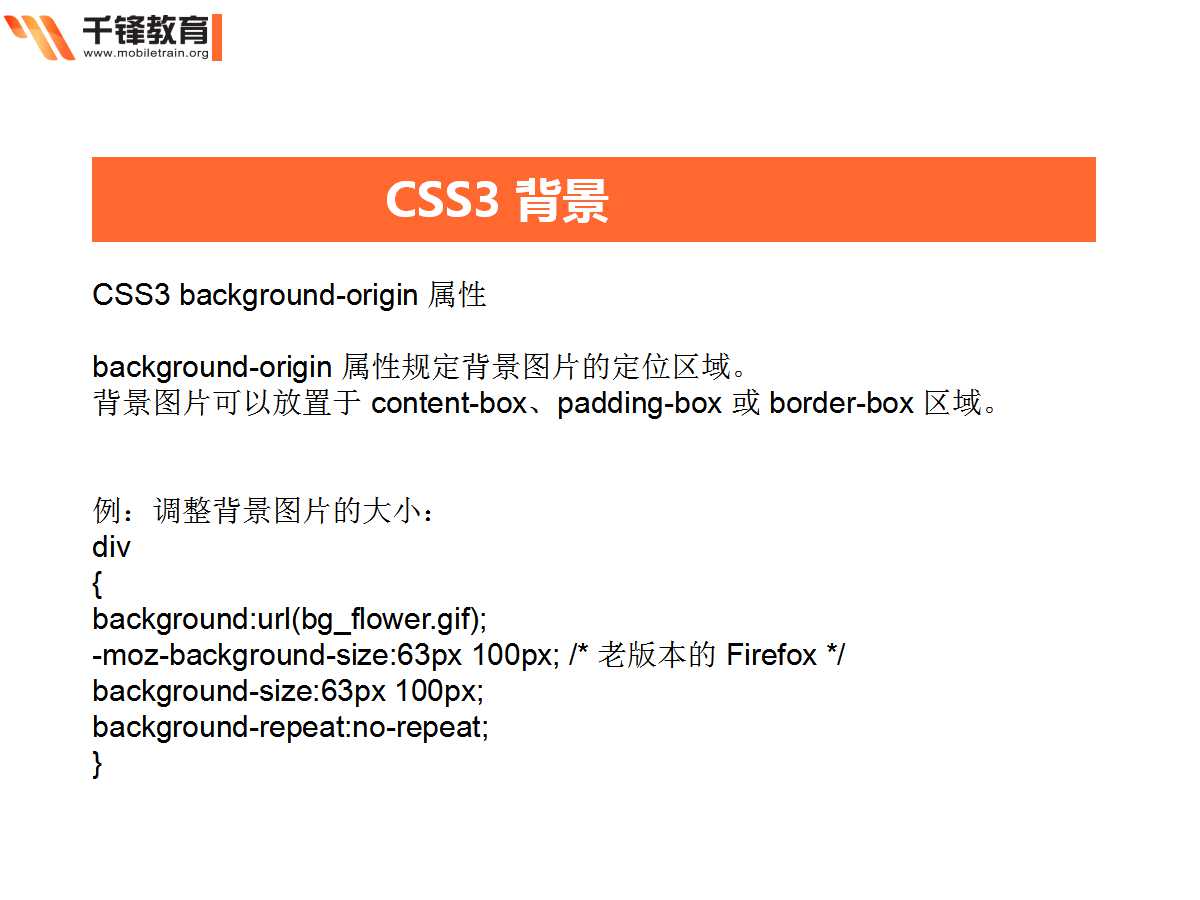 千锋教育
www.mobiletrain.org
CSS3 背景
CSS3 background-origin 属性
background-origin 属性规定背景图片的定位区域。
背景图片可以放置于 content-box、padding-box 或 border-box 区域。
例：调整背景图片的大小：
div
{
background:url(bg_flower.gif);
-moz-background-size:63px 100px; /* 老版本的 Firefox */
background-size:63px 100px;
background-repeat:no-repeat;
}